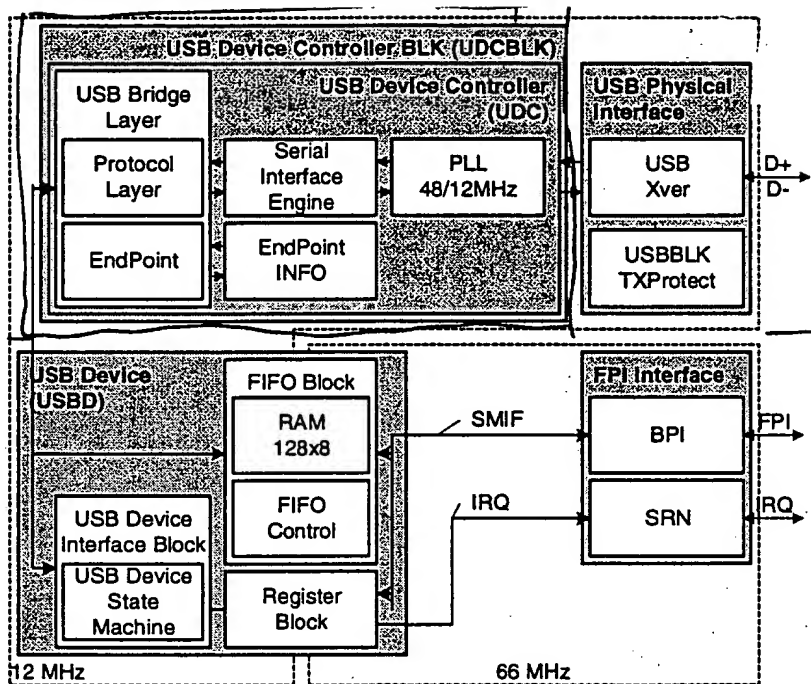 USB Device Controller BLK (UDCBLK)
USB Bridge
Layer
USB Device Controller
(UDC)
USB Physical
Interface
Protocol
Layer
Serial
Interface
Engine
PLL
48/12MHz
USB
Xver
D+
D-
EndPoint
EndPoint
INFO
USBBLK
TXProtect
USB Device
(USBD)
FIFO Block
RAM
128x8
FIFO
Control
USB Device
Interface Block
USB Device
State
Machine
Register
Block
SMIF
IRQ
FPI Interface
BPI
SRN
FPI
IRQ
12 MHz
66 MHz